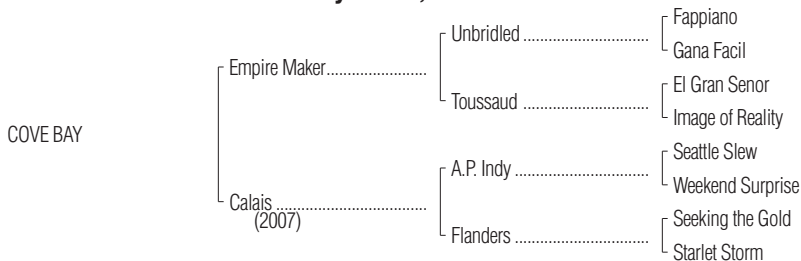 Fappiano
Unbridled
Gana Facil
Empire Maker
El Gran Senor
Toussaud
Image of Reality
COVE BAY
Seattle Slew
A.P. Indy
Weekend Surprise
Calais
(2007)
Seeking the Gold
Flanders
Starlet Storm